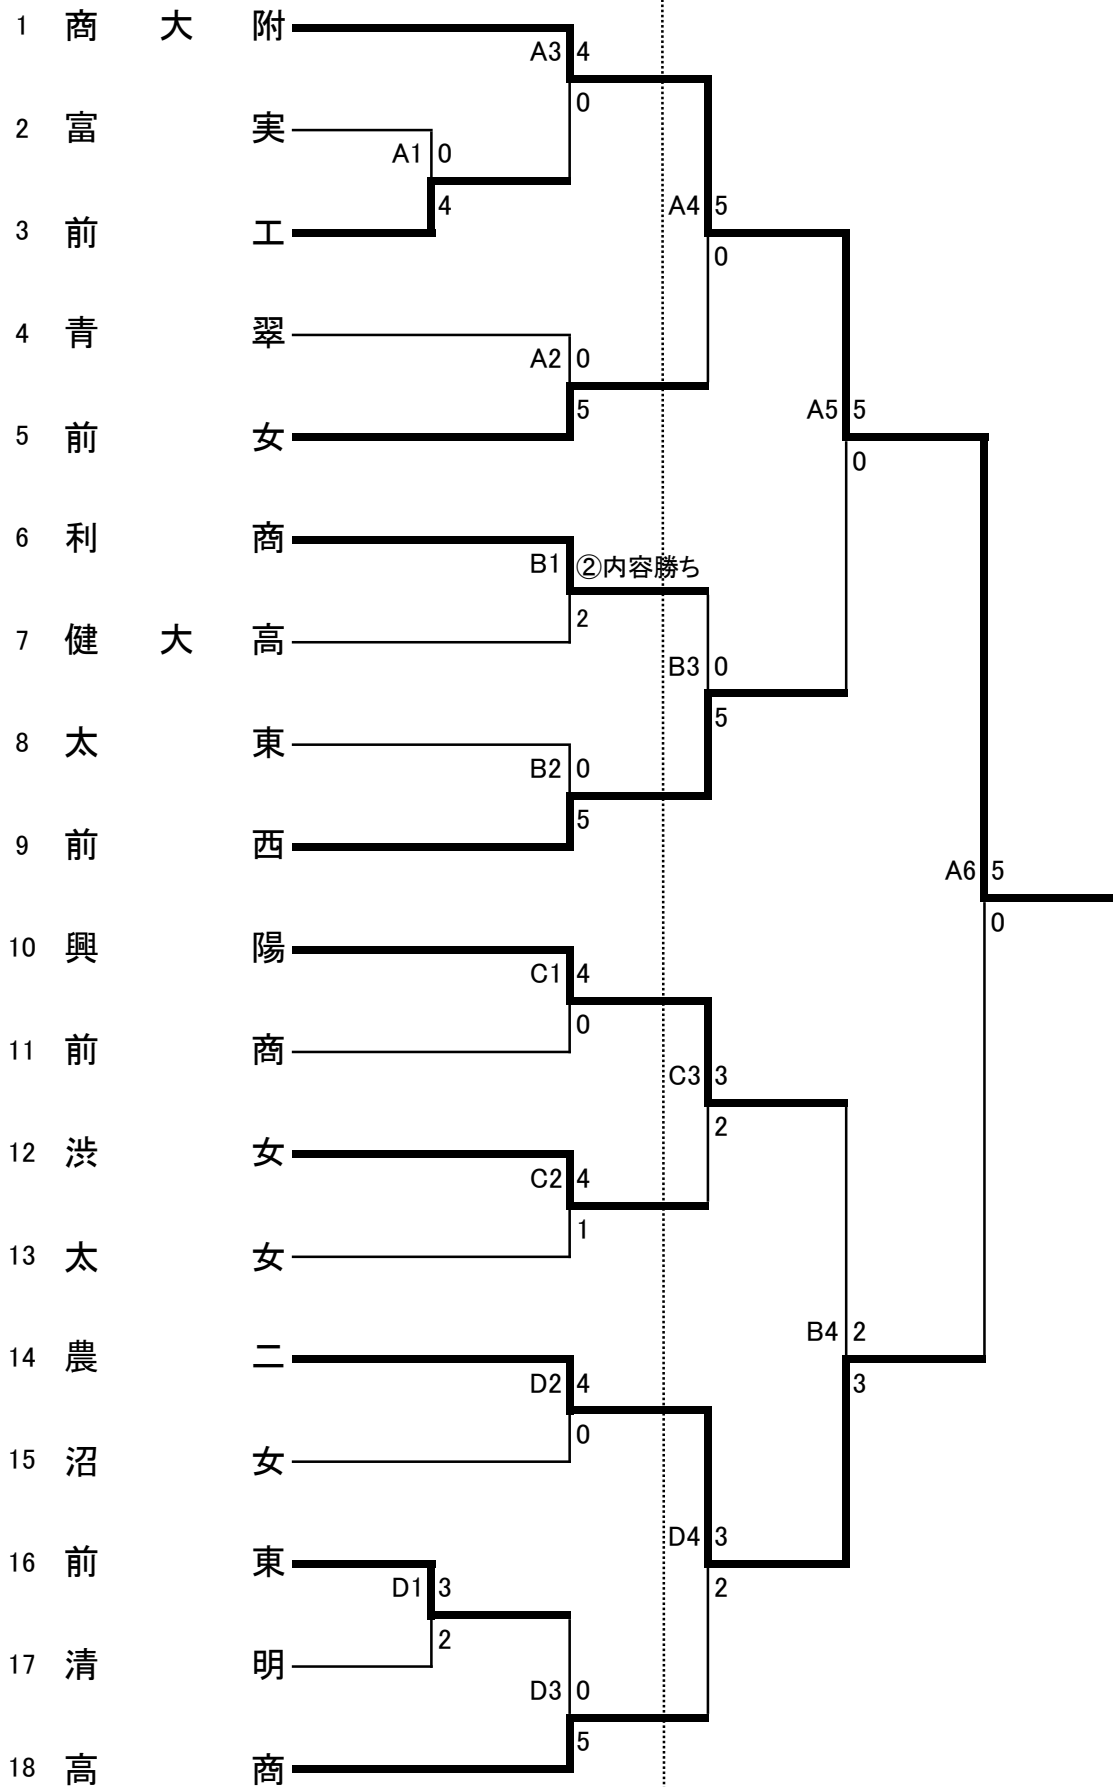 1 商 大 附
A3 4
0
2 富 実
A1 0
4
3 前 工
A4 5
0
4 青 翠
A2 0
5
5 前 女
A5 5
0
6 利 商
B1 ②内容勝ち
2
7 健 大 高
B3 0
5
8 太 東
B2 0
5
9 前 西
A6 5
0
10 興 陽
C1 4
0
11 前 商
C3 3
2
12 渋 女
C2 4
1
13 太 女
B4 2
3
14 農 二
D2 4
0
15 沼 女
D4 3
2
16 前 東
D1 3
2
17 清 明
D3 0
5
18 高 商